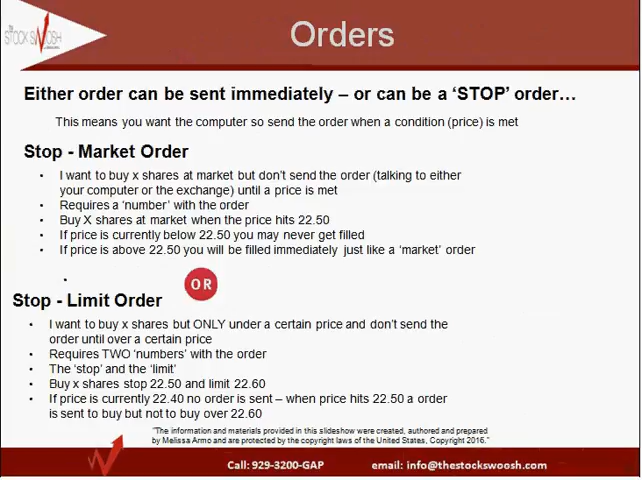 THE
STOCK SWOOSH
Orders
Either order can be sent immediately – or can be a ‘STOP’ order…
This means you want the computer so send the order when a condition (price) is met
Stop - Market Order
• I want to buy x shares at market but don’t send the order (talking to either
your computer or the exchange) until a price is met
• Requires a ‘number’ with the order
• Buy X shares at market when the price hits 22.50
• If price is currently below 22.50 you may never get filled
• If price is above 22.50 you will be filled immediately just like a ‘market’ order
•
OR
Stop - Limit Order
• I want to buy x shares but ONLY under a certain price and don’t send the
order until over a certain price
• Requires TWO ‘numbers’ with the order
• The ‘stop’ and the ‘limit’
• Buy x shares stop 22.50 and limit 22.60
• If price is currently 22.40 no order is sent – when price hits 22.50 a order
is sent to buy but not to buy over 22.60
"The information and materials provided in this slideshow were created, authored and prepared
by Melissa Armo and are protected by the copyright laws of the United States, Copyright 2016."
Call: 929-3200-GAP email: info@thestockswoosh.com